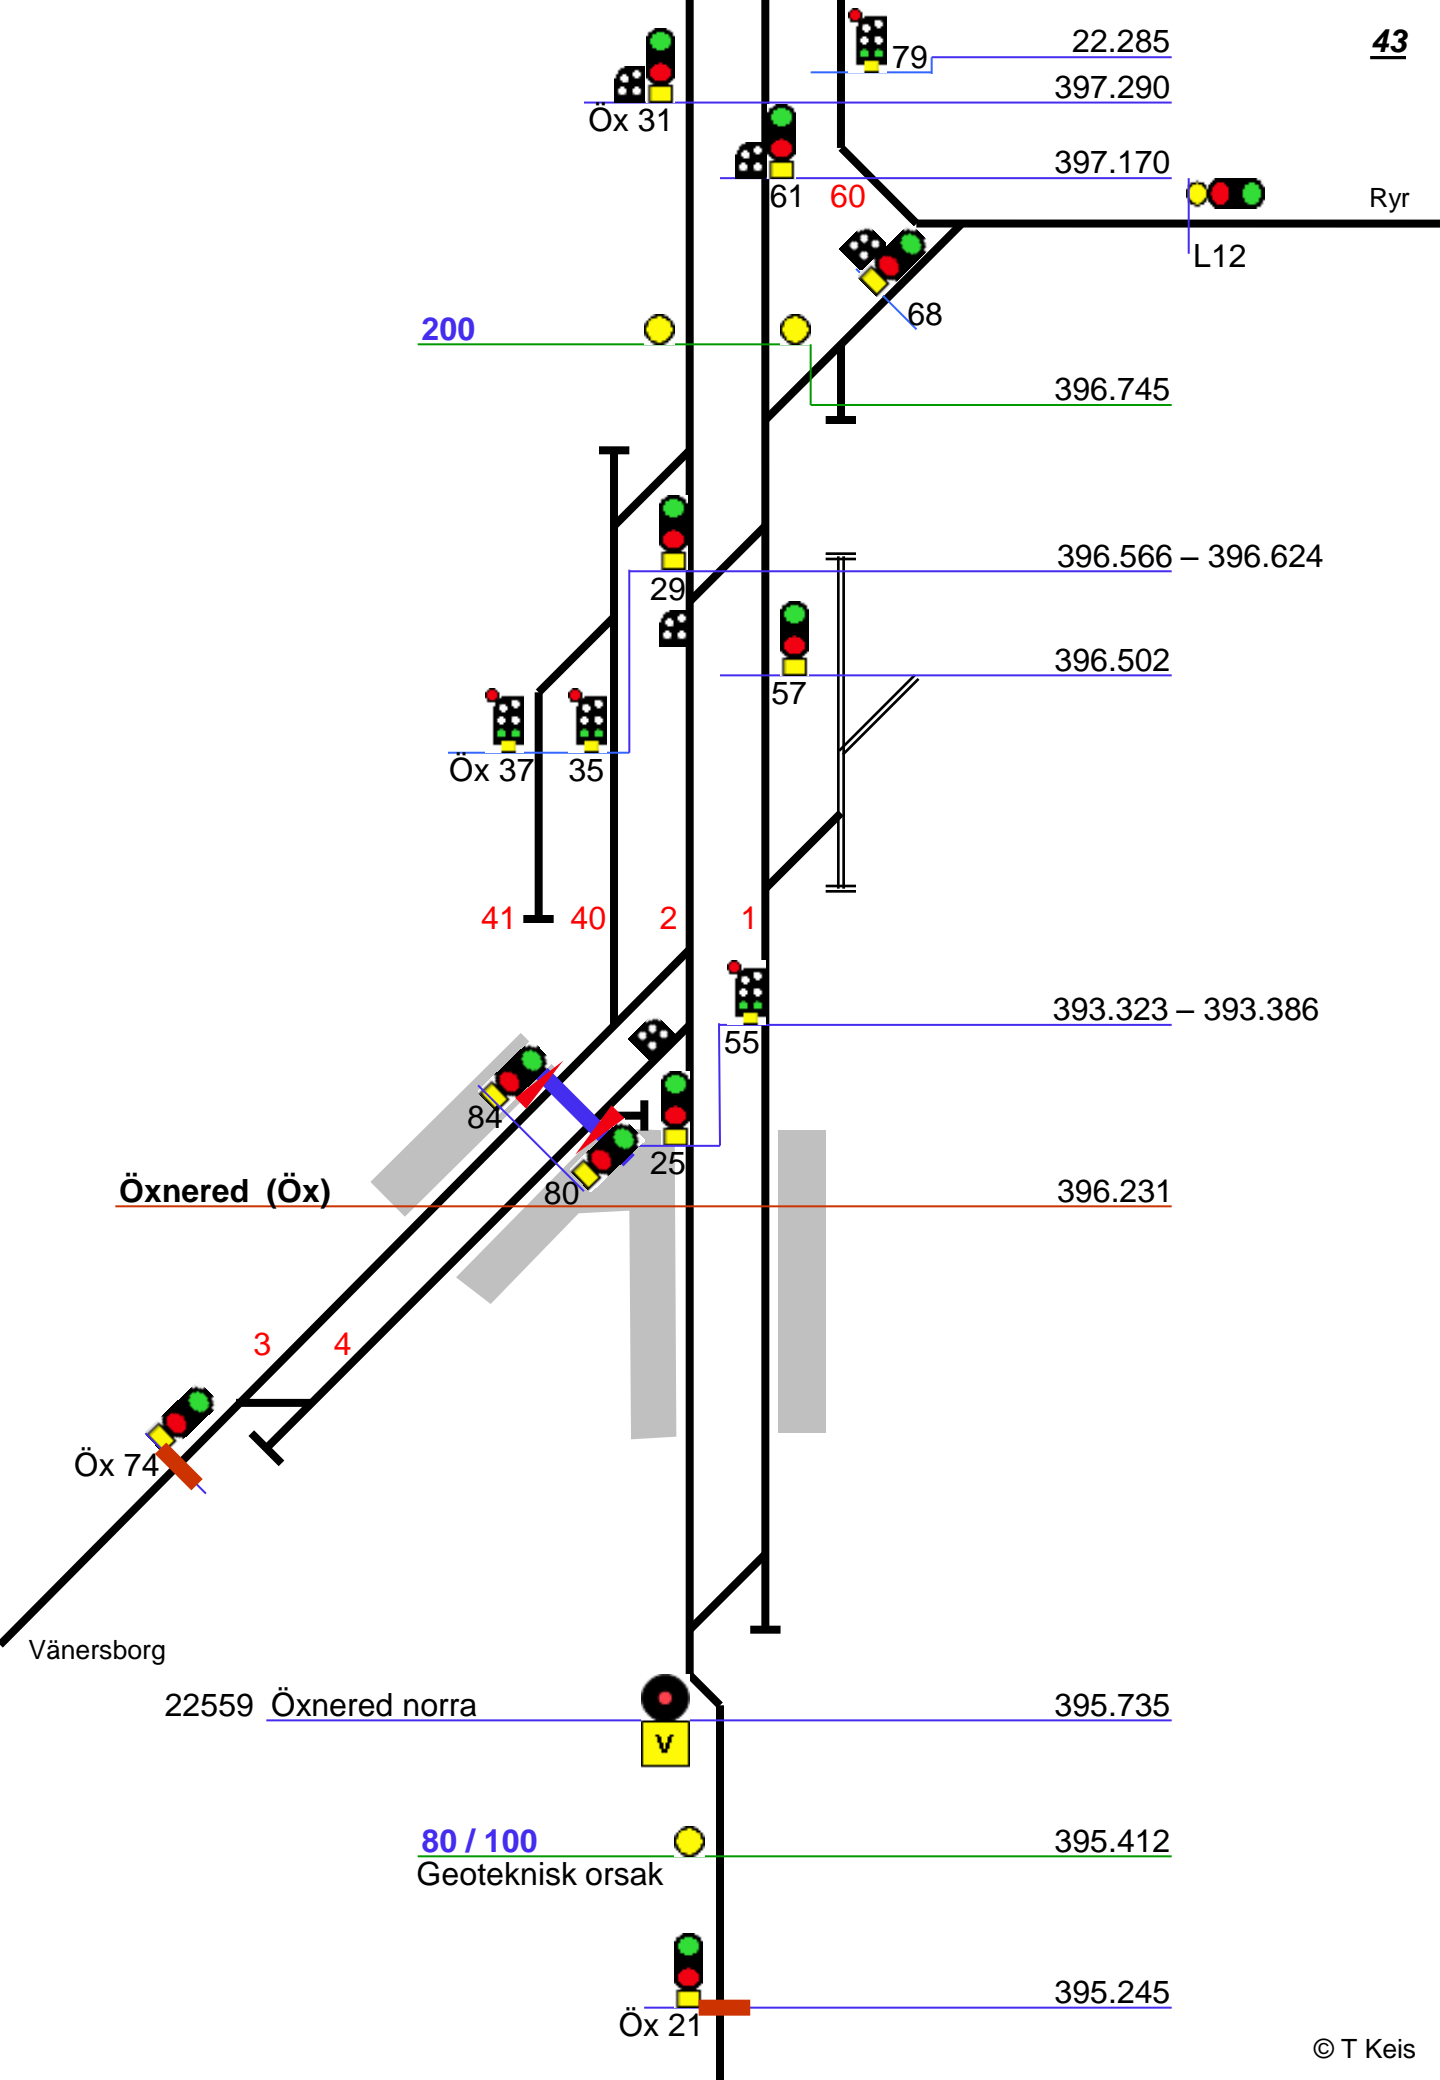 22.285
43
79
397.290
Öx 31
397.170
61
60
Ryr
L12
68
200
396.745
396.566 – 396.624
29
396.502
57
Öx 37
35
41
40
2
1
393.323 – 393.386
55
84
25
80
Öxnered (Öx)
396.231
3
4
Öx 74
Vänersborg
22559 Öxnered norra
395.735
V
80 / 100
395.412
Geoteknisk orsak
395.245
Öx 21
© T Keis